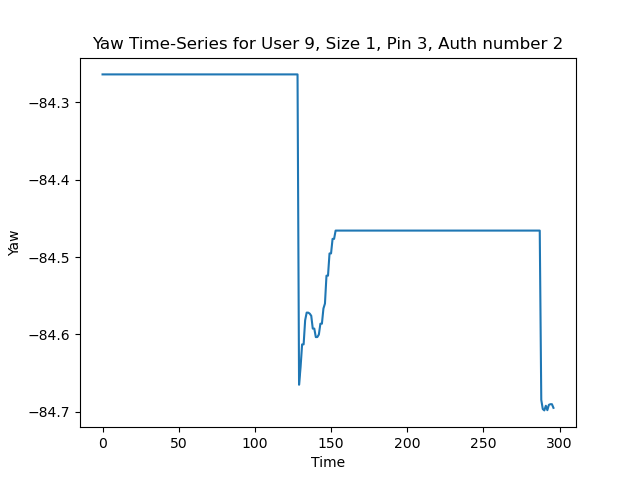 Yaw Time-Series for User 9, Size 1, Pin 3, Auth number 2
−84.3
−84.4
−84.5
−84.6
−84.7
Yaw
0 50 100 150 200 250 300
Time